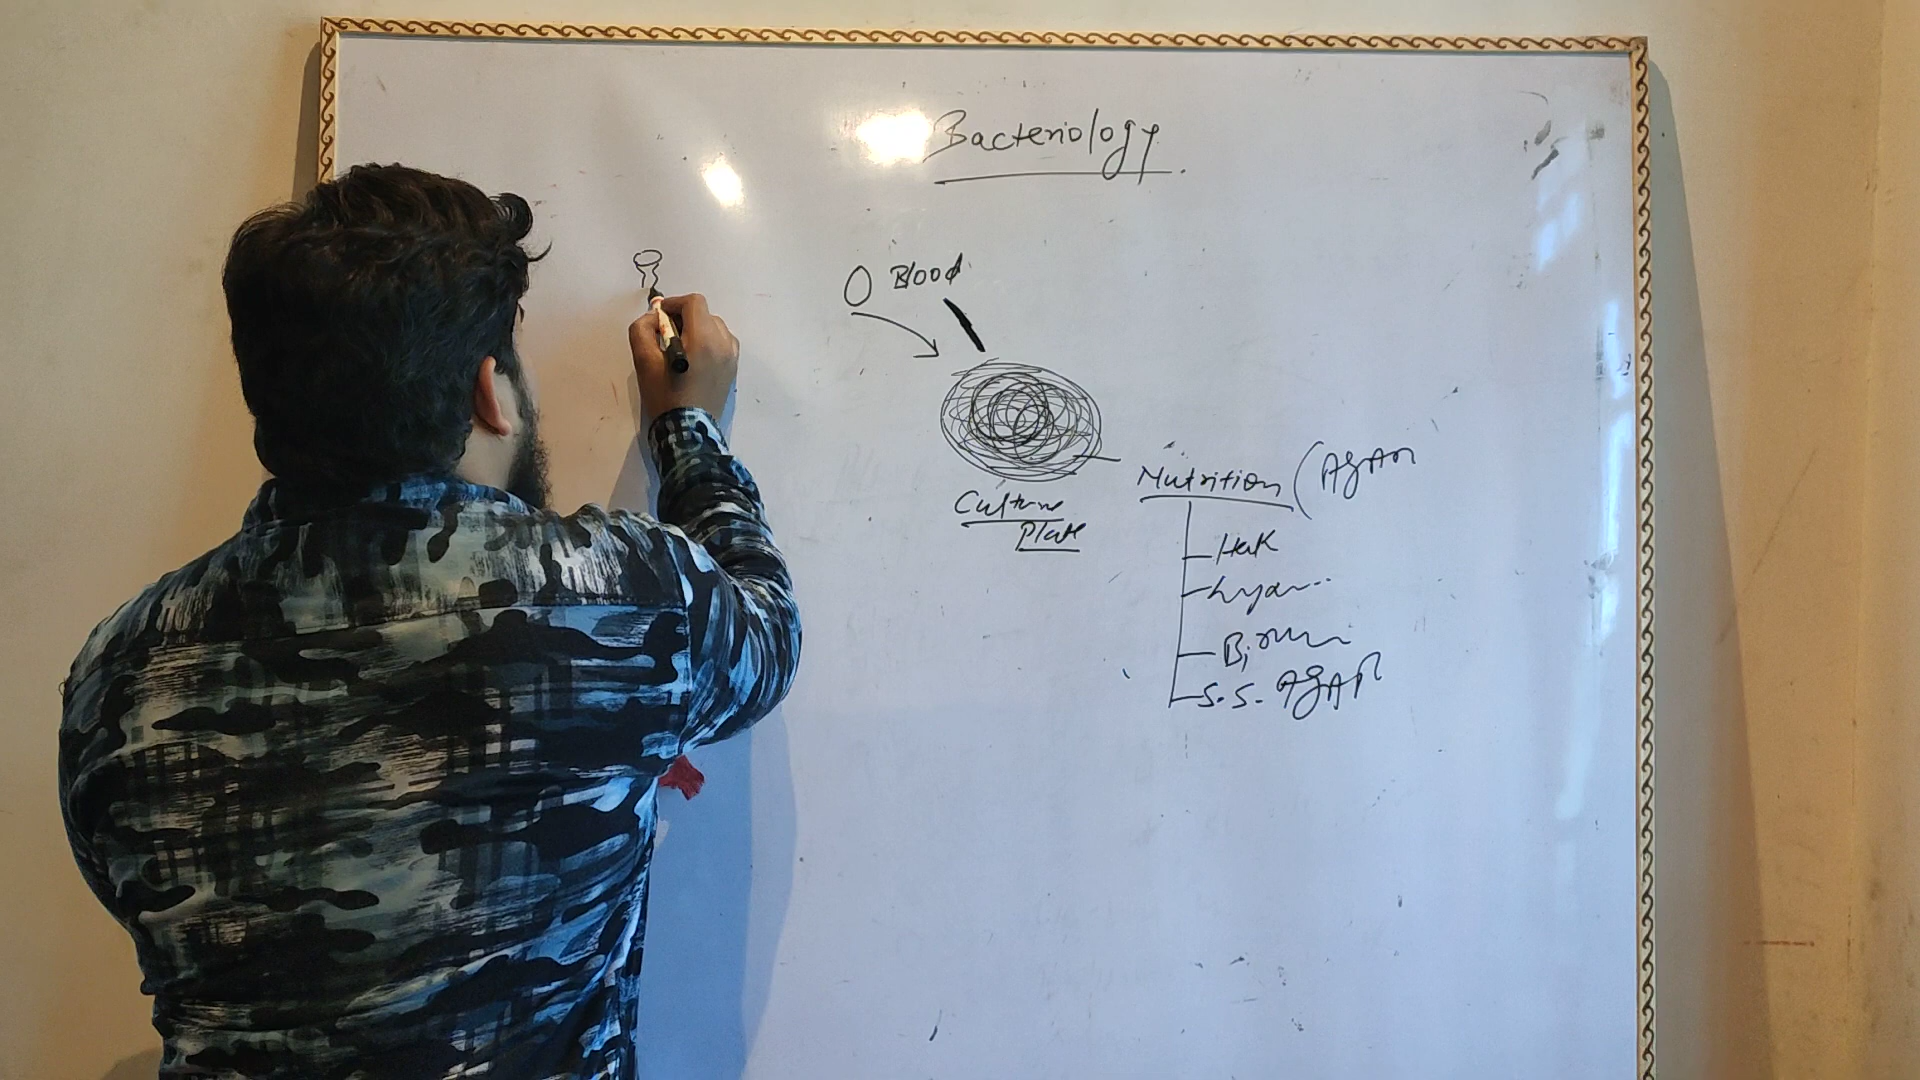 Bacteriology
Blood
Culture
Plate
Nutrition (AGAR
S.S. AGAR